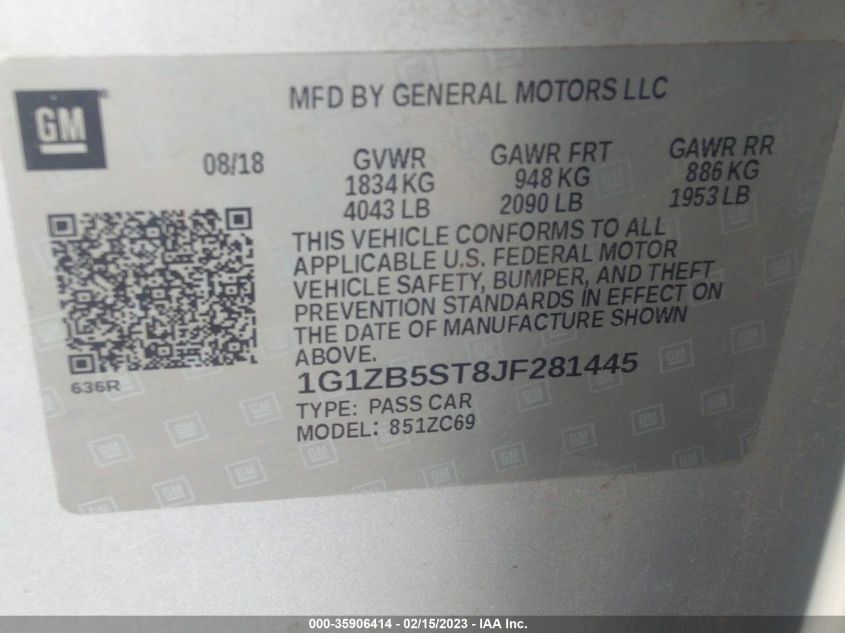 GM
MFD BY GENERAL MOTORS LLC
08/18
GVWR GAWR FRT GAWR RR
1834 KG 948 KG 886 KG
4043 LB 2090 LB 1953 LB
THIS VEHICLE CONFORMS TO ALL
APPLICABLE U.S. FEDERAL MOTOR
VEHICLE SAFETY, BUMPER, AND THEFT
PREVENTION STANDARDS IN EFFECT ON
THE DATE OF MANUFACTURE SHOWN
ABOVE.
636R
1G1ZB5ST8JF281445
TYPE: PASS CAR
MODEL: 851ZC69
000-35906414 - 02/15/2023 - IAA Inc.